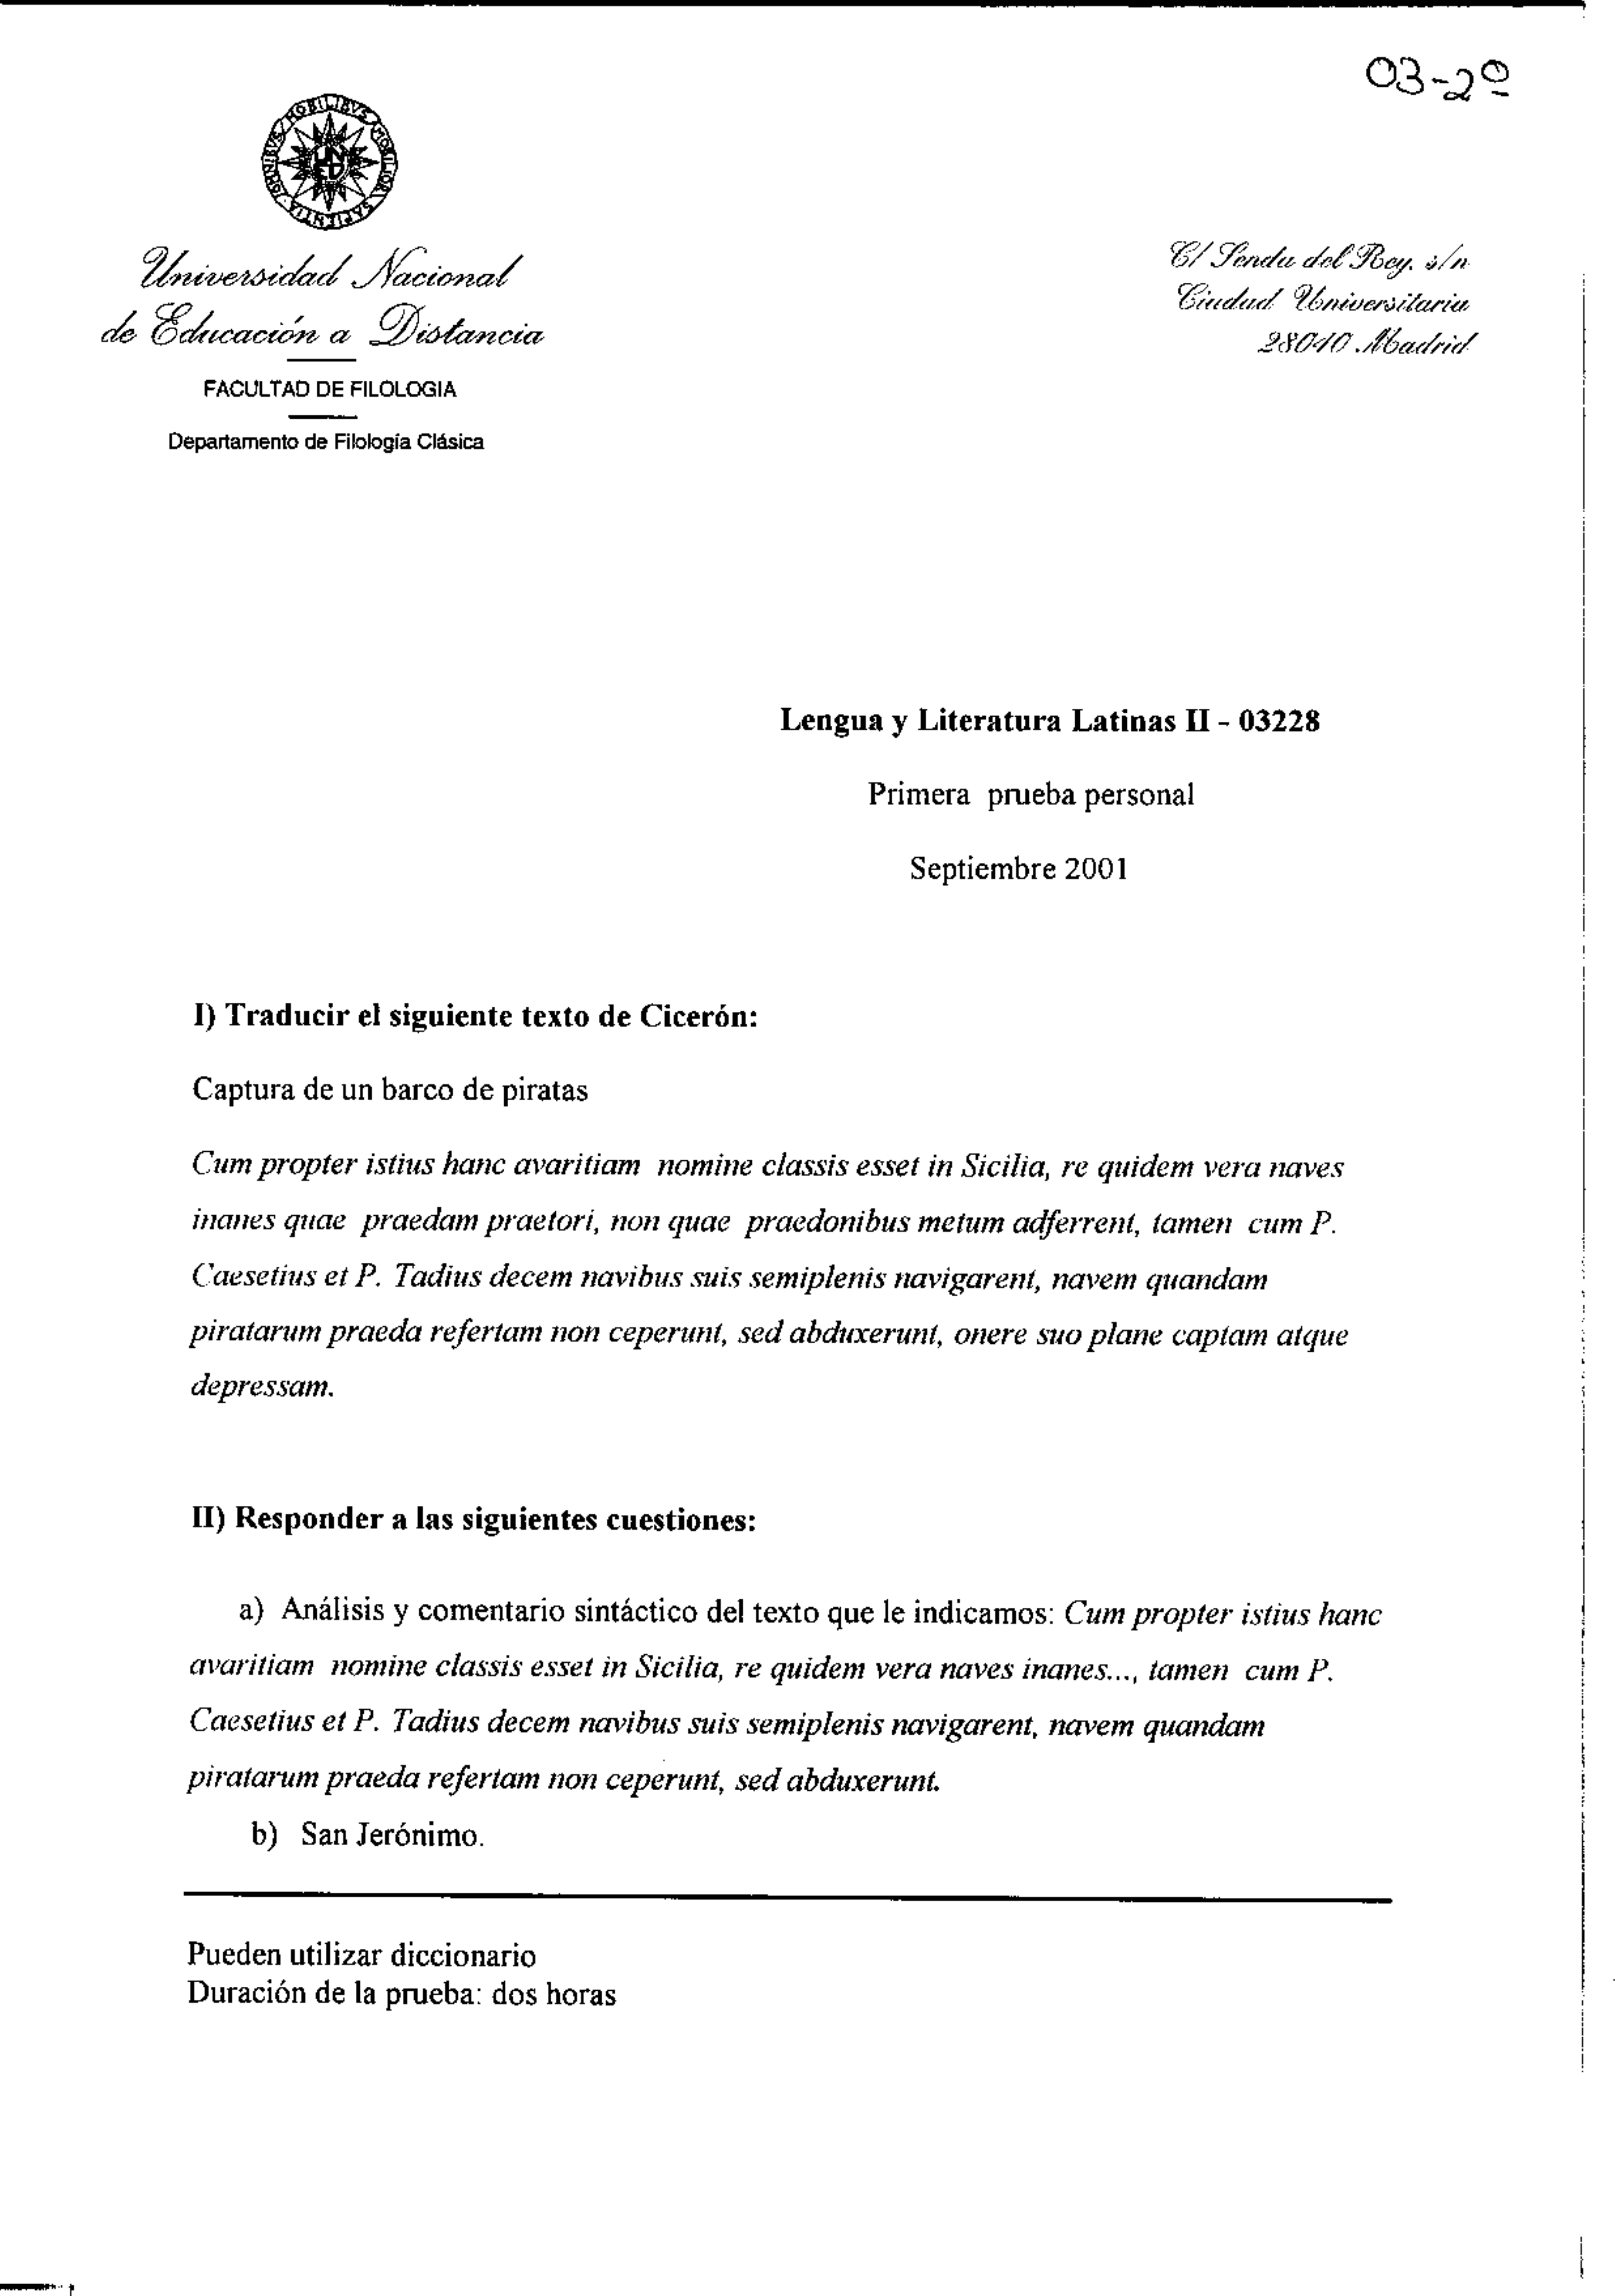 03-2º
OMNIBVS MOBILIBVS MOBILIOR SAPIENTIA
UNED
Universidad Nacional
de Educación a Distancia
FACULTAD DE FILOLOGIA
Departamento de Filología Clásica
C/ Senda del Rey, s/n
Ciudad Universitaria
28040 Madrid
Lengua y Literatura Latinas II - 03228
Primera prueba personal
Septiembre 2001
I) Traducir el siguiente texto de Cicerón:
Captura de un barco de piratas
Cum propter istius hanc avaritiam nomine classis esset in Sicilia, re quidem vera naves
inanes quae praedam praetori, non quae praedonibus metum adferrent, tamen cum P.
Caesetius et P. Tadius decem navibus suis semiplenis navigarent, navem quandam
piratarum praeda refertam non ceperunt, sed abduxerunt, onere suo plane captam atque
depressam.
II) Responder a las siguientes cuestiones:
a) Análisis y comentario sintáctico del texto que le indicamos: Cum propter istius hanc
avaritiam nomine classis esset in Sicilia, re quidem vera naves inanes..., tamen cum P.
Caesetius et P. Tadius decem navibus suis semiplenis navigarent, navem quandam
piratarum praeda refertam non ceperunt, sed abduxerunt.
b) San Jerónimo.
Pueden utilizar diccionario
Duración de la prueba: dos horas